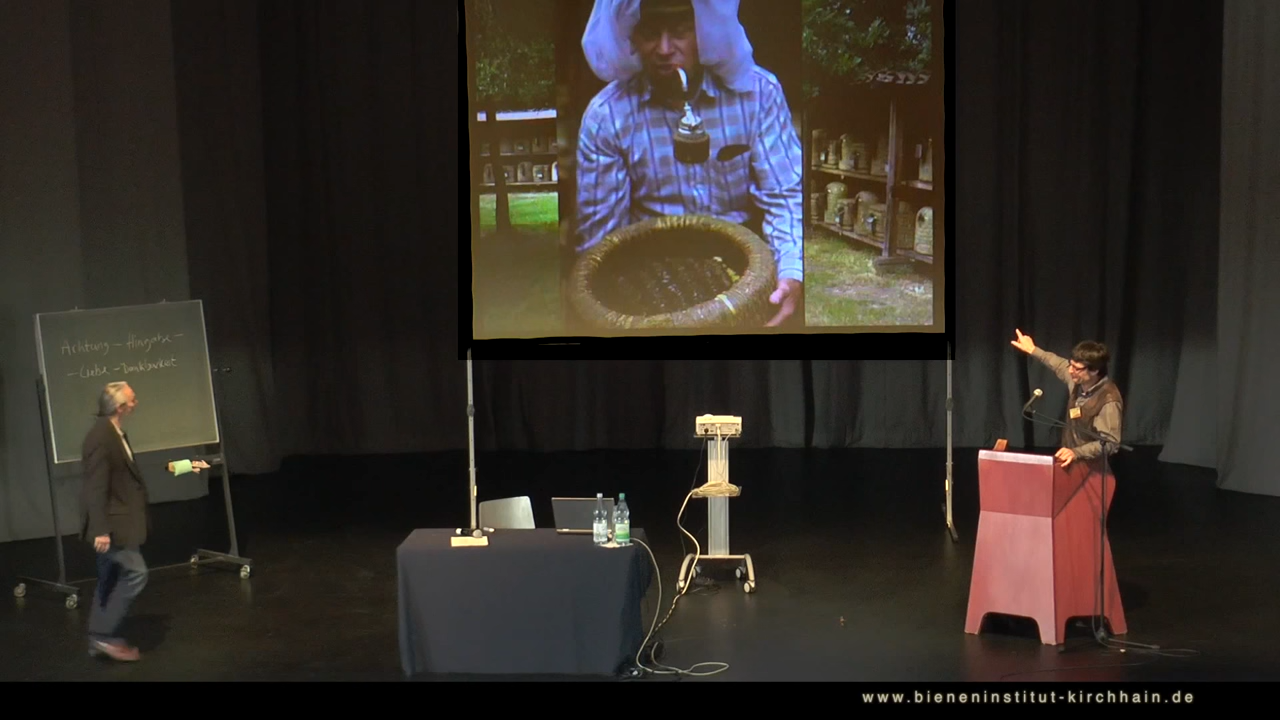 Achtung – Hingabe –
– Liebe – Dankbarkeit
www.bieneninstitut-kirchhain.de